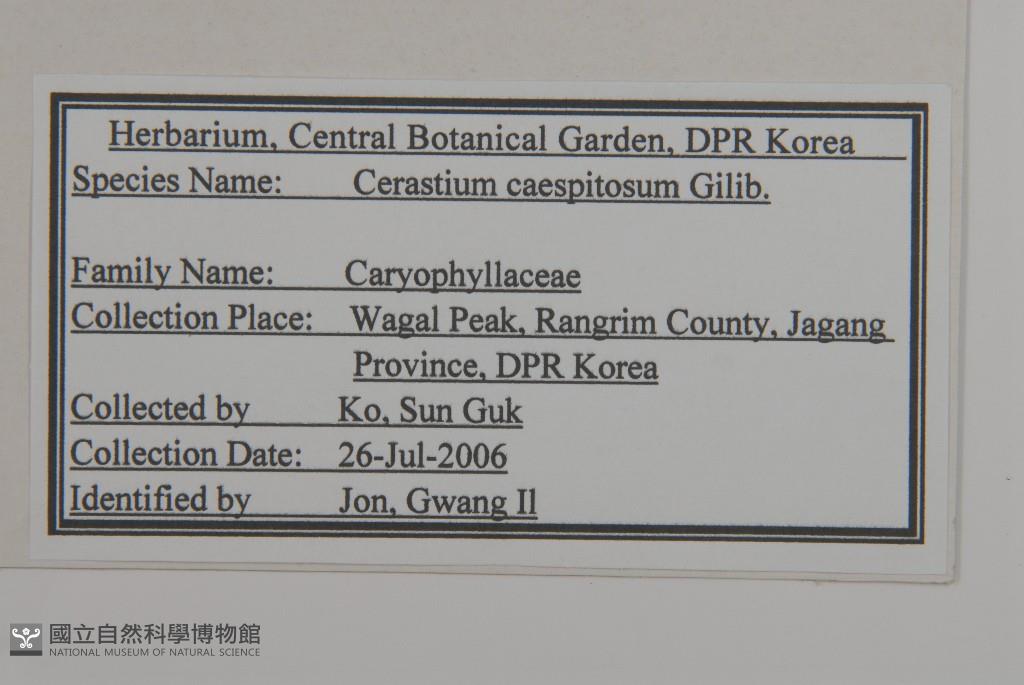 Herbarium, Central Botanical Garden, DPR Korea
Species Name: Cerastium caespitosum Gilib.
Family Name: Caryophyllaceae
Collection Place: Wagal Peak, Rangrim County, Jagang
Province, DPR Korea
Collected by Ko, Sun Guk
Collection Date: 26-Jul-2006
Identified by Jon, Gwang Il
國立自然科學博物館
NATIONAL MUSEUM OF NATURAL SCIENCE